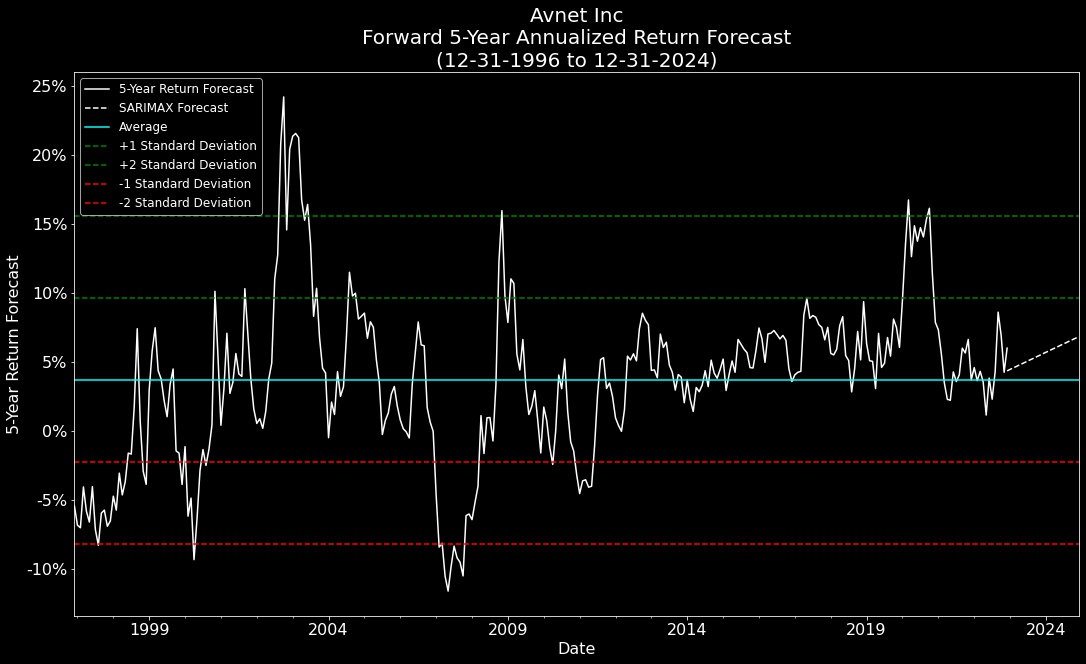 Avnet Inc
Forward 5-Year Annualized Return Forecast
(12-31-1996 to 12-31-2024)
5-Year Return Forecast
SARIMAX Forecast
Average
+1 Standard Deviation
+2 Standard Deviation
-1 Standard Deviation
-2 Standard Deviation
25%
20%
15%
10%
5%
0%
-5%
-10%
5-Year Return Forecast
1999
2004
2009
2014
2019
2024
Date